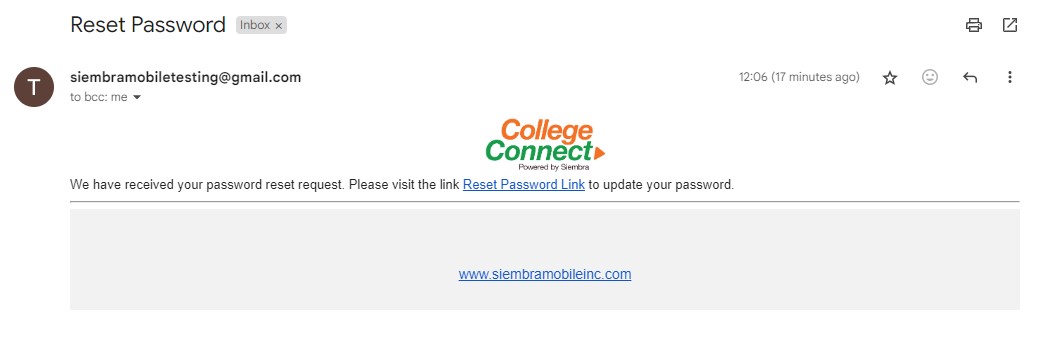 Reset Password Inbox ×
T
siembramobiletesting@gmail.com 12:06 (17 minutes ago)
to bcc: me
College
Connect
Powered by Siembra
We have received your password reset request. Please visit the link Reset Password Link to update your password.
www.siembramobileinc.com